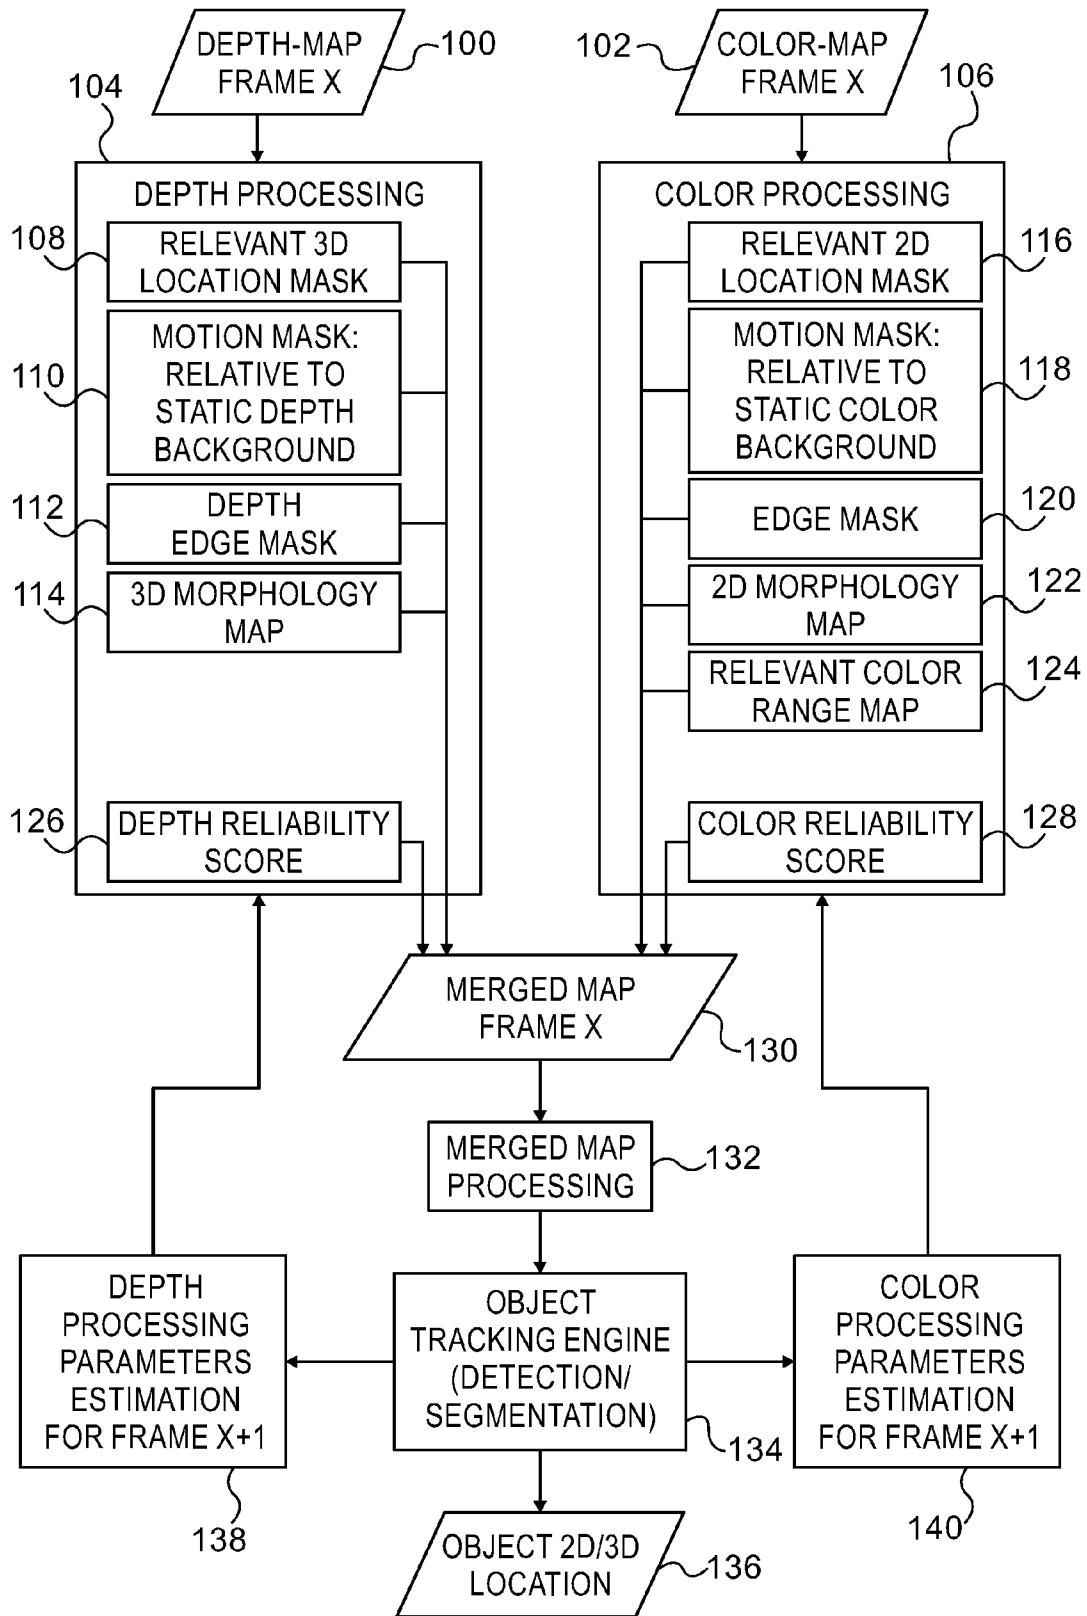 DEPTH-MAP
FRAME X
100
102
COLOR-MAP
FRAME X
104
106
DEPTH PROCESSING
COLOR PROCESSING
108
RELEVANT 3D
LOCATION MASK
RELEVANT 2D
LOCATION MASK
116
110
MOTION MASK:
RELATIVE TO
STATIC DEPTH
BACKGROUND
MOTION MASK:
RELATIVE TO
STATIC COLOR
BACKGROUND
118
112
DEPTH
EDGE MASK
EDGE MASK
120
114
3D MORPHOLOGY
MAP
2D MORPHOLOGY
MAP
122
RELEVANT COLOR
RANGE MAP
124
126
DEPTH RELIABILITY
SCORE
COLOR RELIABILITY
SCORE
128
MERGED MAP
FRAME X
130
MERGED MAP
PROCESSING
132
DEPTH
PROCESSING
PARAMETERS
ESTIMATION
FOR FRAME X+1
138
OBJECT
TRACKING ENGINE
(DETECTION/
SEGMENTATION)
134
COLOR
PROCESSING
PARAMETERS
ESTIMATION
FOR FRAME X+1
140
OBJECT 2D/3D
LOCATION
136